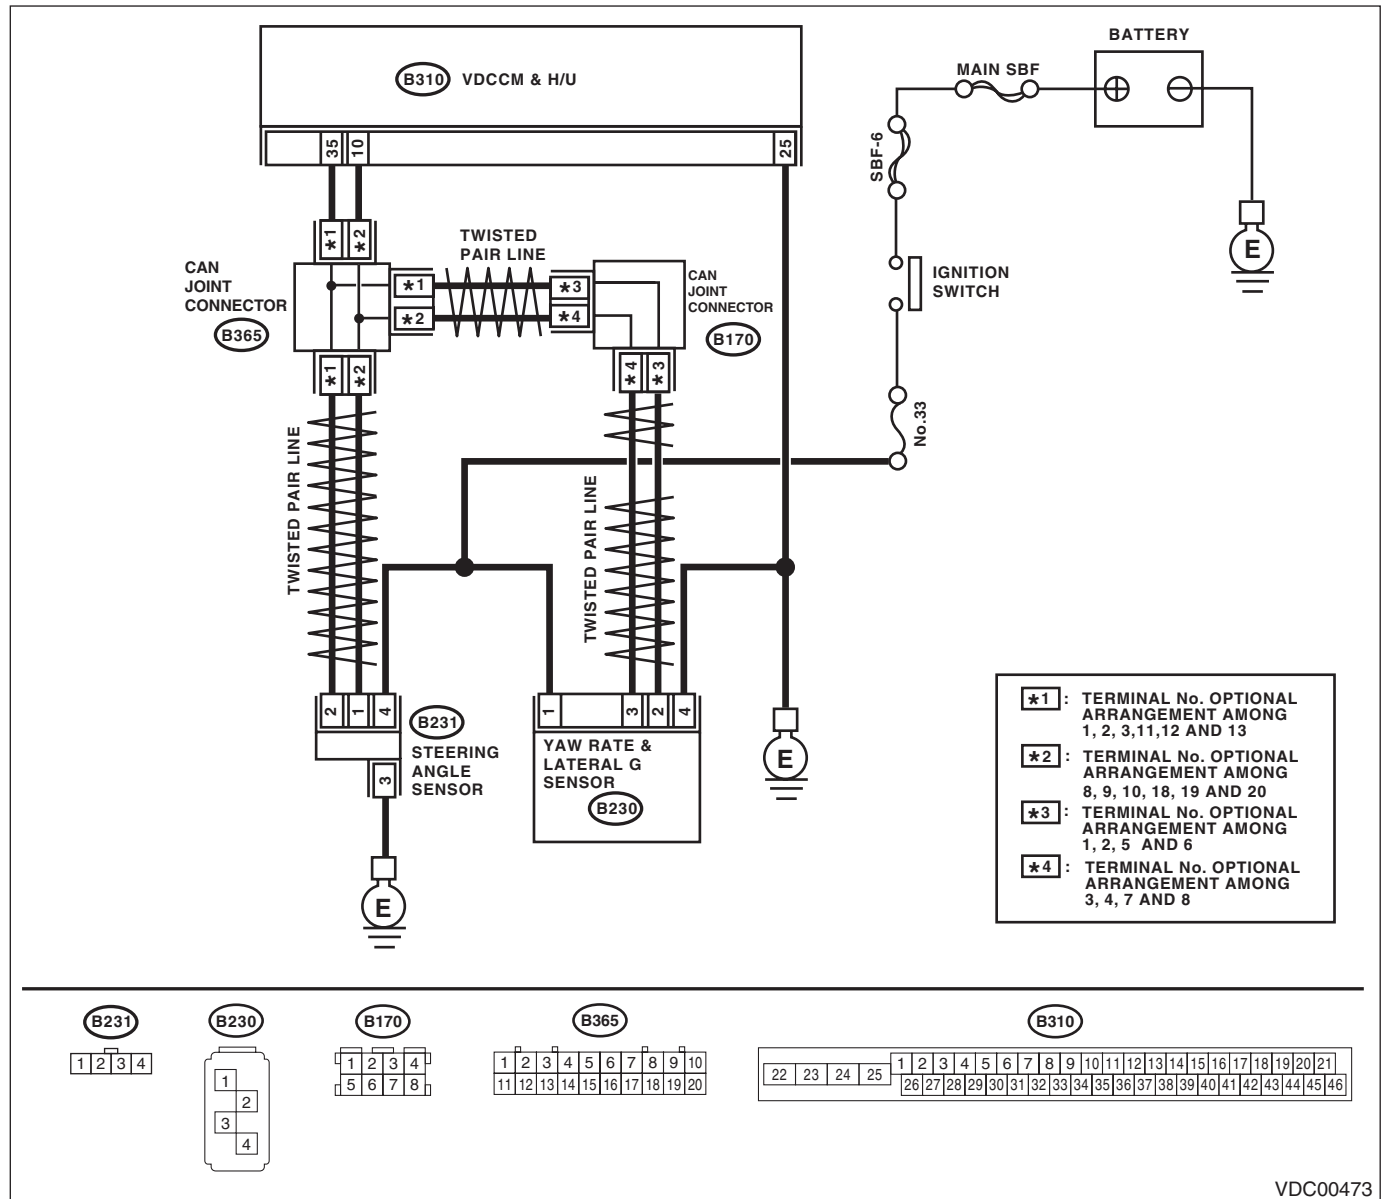 BATTERY
MAIN SBF
B310 VDCCM & H/U
35 10 25
SBF-6
*1 *2
TWISTED
PAIR LINE
E
CAN
JOINT
CONNECTOR
B365
*1
*2
*3
*4
CAN
JOINT
CONNECTOR
B170
IGNITION
SWITCH
*1 *2
*4 *3
No.33
TWISTED PAIR LINE
TWISTED PAIR LINE
2 1 4
B231
STEERING
ANGLE
SENSOR
3
E
1 3 2 4
YAW RATE &
LATERAL G
SENSOR
B230
E
*1 : TERMINAL No. OPTIONAL
ARRANGEMENT AMONG
1, 2, 3,11,12 AND 13
*2 : TERMINAL No. OPTIONAL
ARRANGEMENT AMONG
8, 9, 10, 18, 19 AND 20
*3 : TERMINAL No. OPTIONAL
ARRANGEMENT AMONG
1, 2, 5 AND 6
*4 : TERMINAL No. OPTIONAL
ARRANGEMENT AMONG
3, 4, 7 AND 8
B231
1 2 3 4
B230
1
2
3
4
B170
1 2 3 4
5 6 7 8
B365
1 2 3 4 5 6 7 8 9 10
11 12 13 14 15 16 17 18 19 20
B310
22 23 24 25
1 2 3 4 5 6 7 8 9 10 11 12 13 14 15 16 17 18 19 20 21
26 27 28 29 30 31 32 33 34 35 36 37 38 39 40 41 42 43 44 45 46
VDC00473